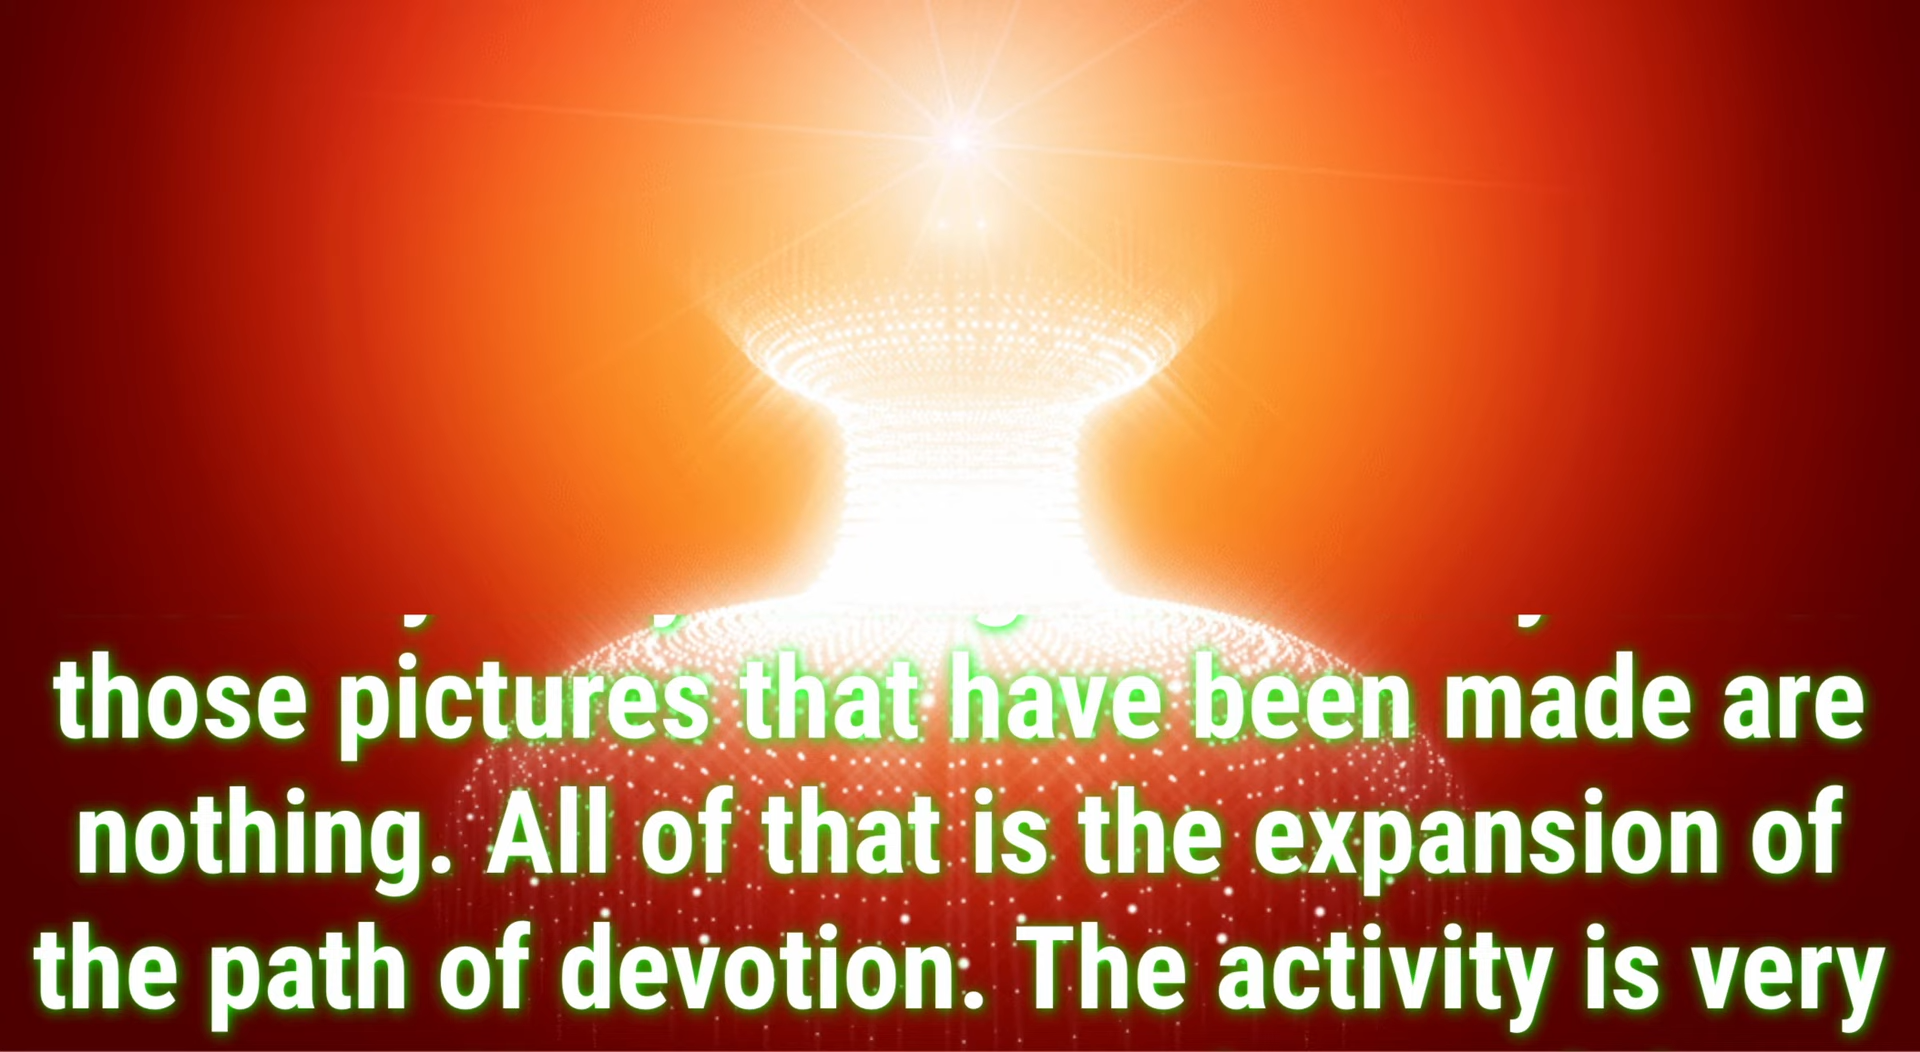 those pictures that have been made are
nothing. All of that is the expansion of
the path of devotion. The activity is very